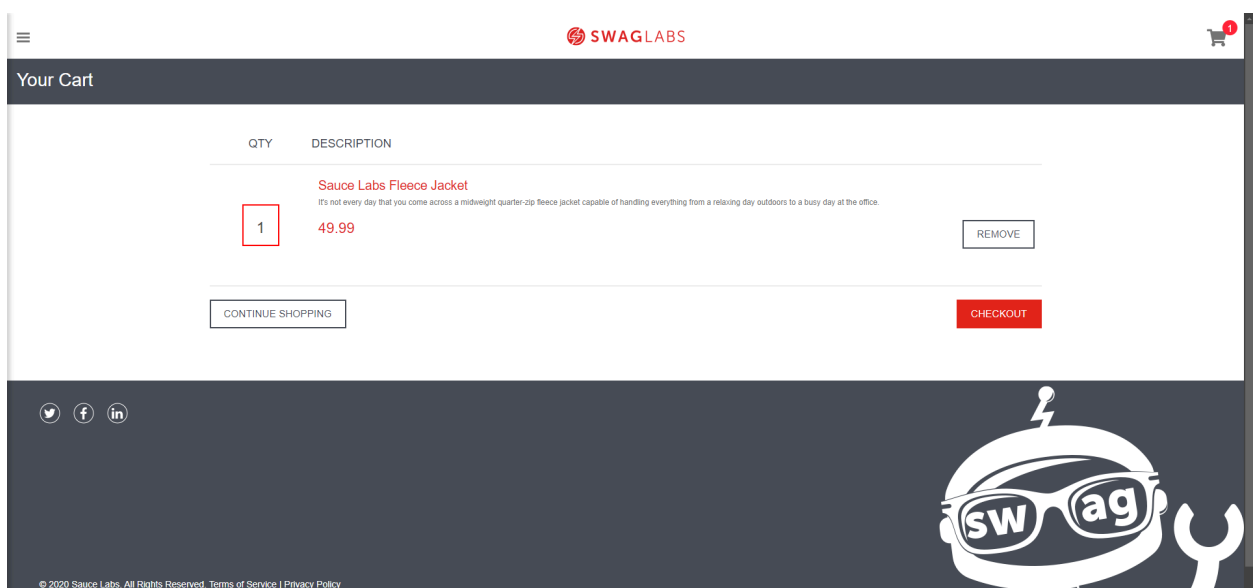 SWAGLABS
1
Your Cart
QTY DESCRIPTION
Sauce Labs Fleece Jacket
It's not every day that you come across a midweight quarter-zip fleece jacket capable of handling everything from a relaxing day outdoors to a busy day at the office.
1 49.99
REMOVE
CONTINUE SHOPPING CHECKOUT
in
sw ag
© 2020 Sauce Labs. All Rights Reserved. Terms of Service | Privacy Policy